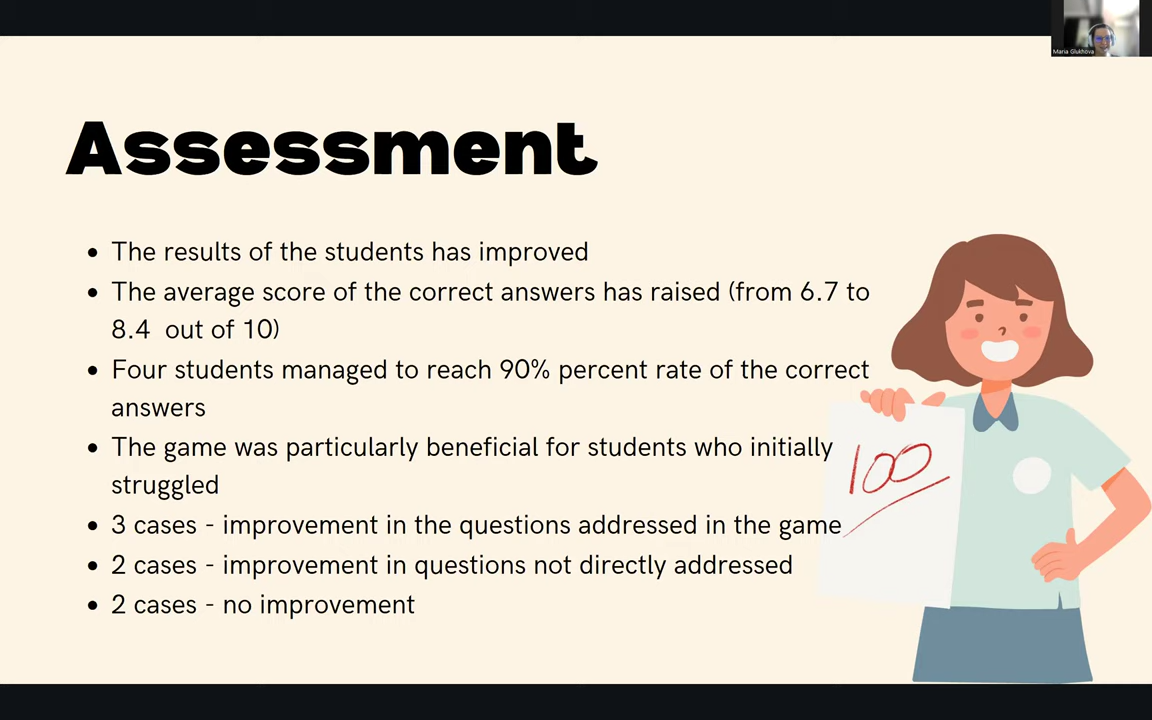 Maria Glukhova
Assessment
• The results of the students has improved
• The average score of the correct answers has raised (from 6.7 to
8.4 out of 10)
• Four students managed to reach 90% percent rate of the correct
answers
• The game was particularly beneficial for students who initially
struggled
• 3 cases - improvement in the questions addressed in the game
• 2 cases - improvement in questions not directly addressed
• 2 cases - no improvement
100